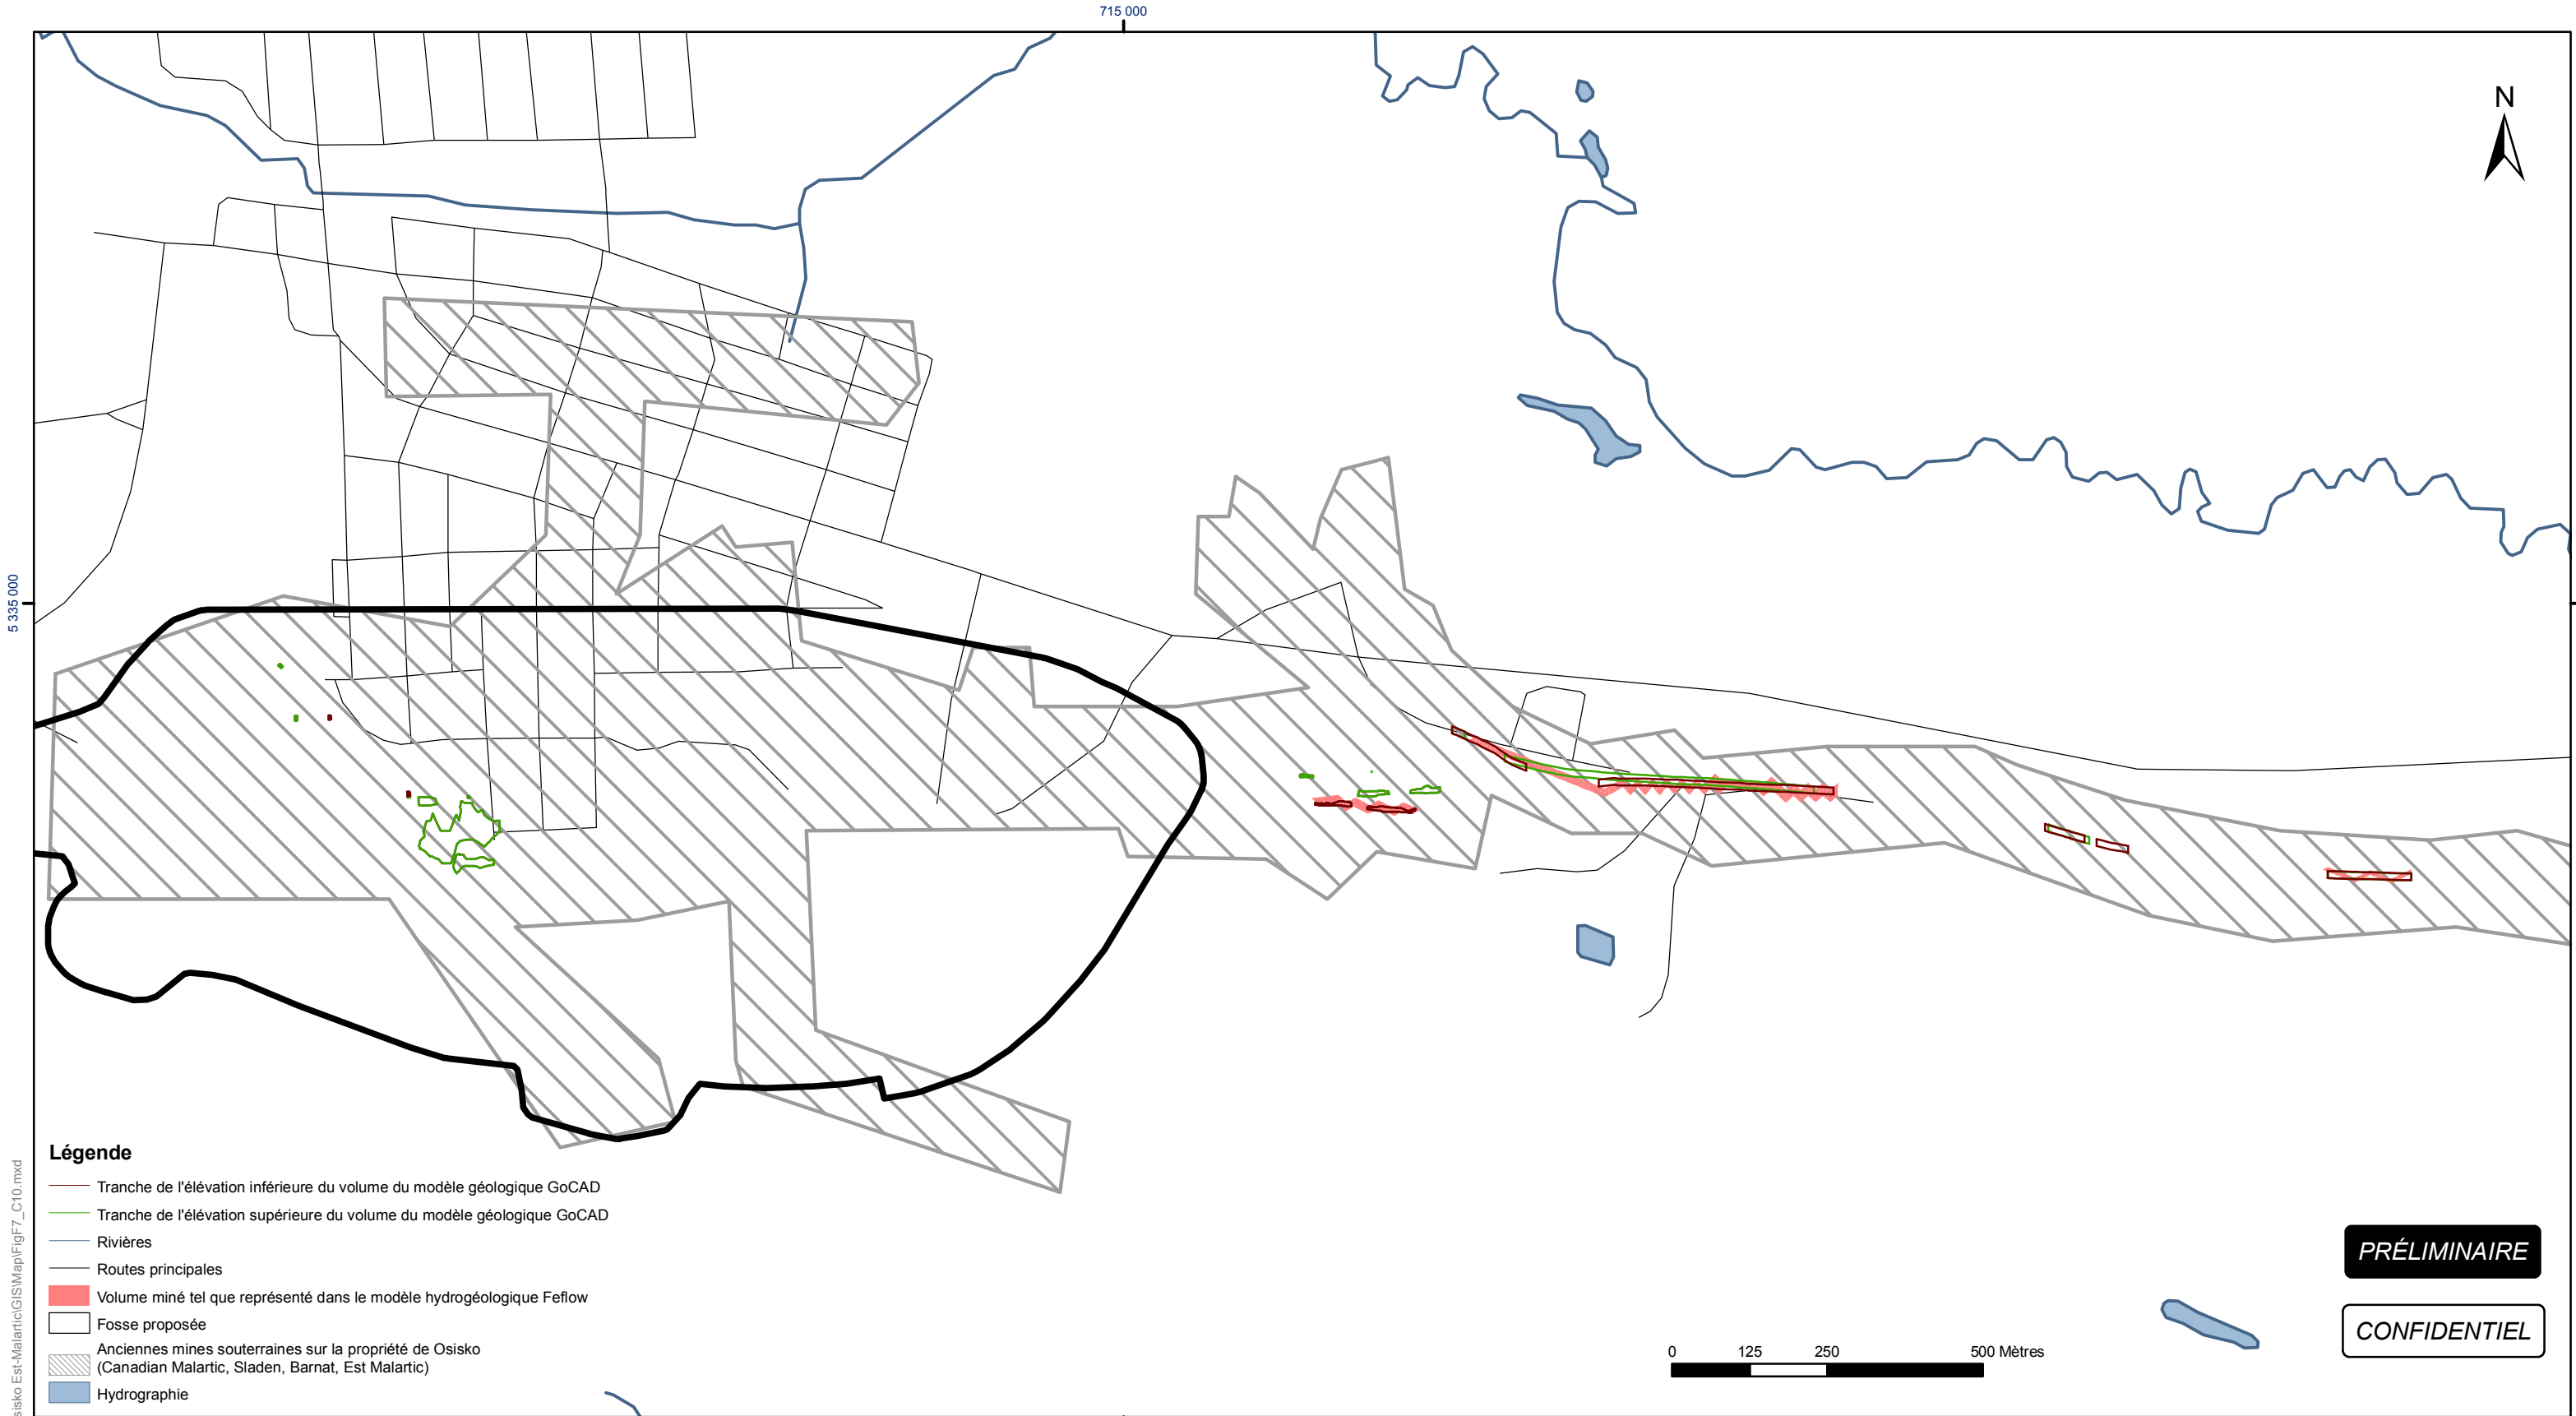 715 000
N
5 335 000
Légende
Tranche de l'élévation inférieure du volume du modèle géologique GoCAD
Tranche de l'élévation supérieure du volume du modèle géologique GoCAD
Rivières
Routes principales
Volume miné tel que représenté dans le modèle hydrogéologique Feflow
Fosse proposée
Anciennes mines souterraines sur la propriété de Osisko
(Canadian Malartic, Sladen, Barnat, Est Malartic)
Hydrographie
0 125 250 500 Mètres
PRÉLIMINAIRE
CONFIDENTIEL
sisko Est-Malartic\GIS\Map\FigF7_C10.mxd